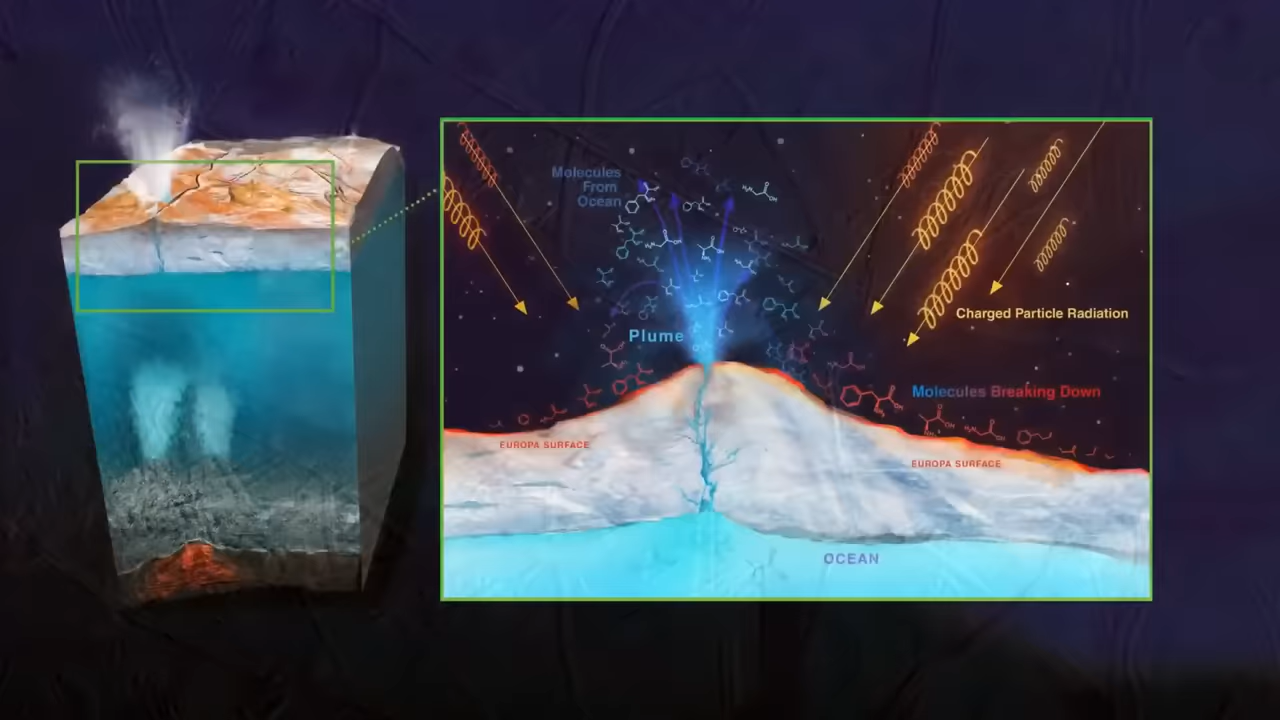 Molecules
From
Ocean
Plume
Charged Particle Radiation
Molecules Breaking Down
EUROPA SURFACE
EUROPA SURFACE
OCEAN